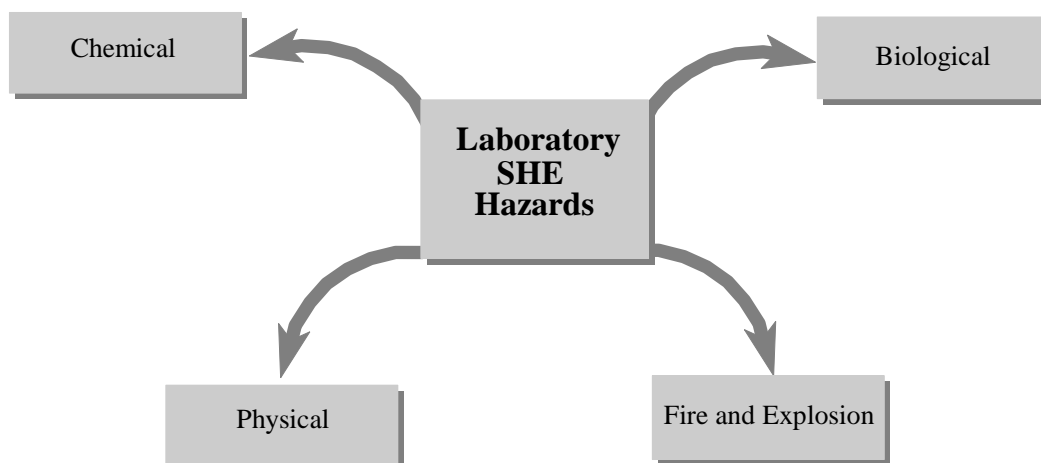 Chemical
Biological
Laboratory
SHE
Hazards
Physical
Fire and Explosion